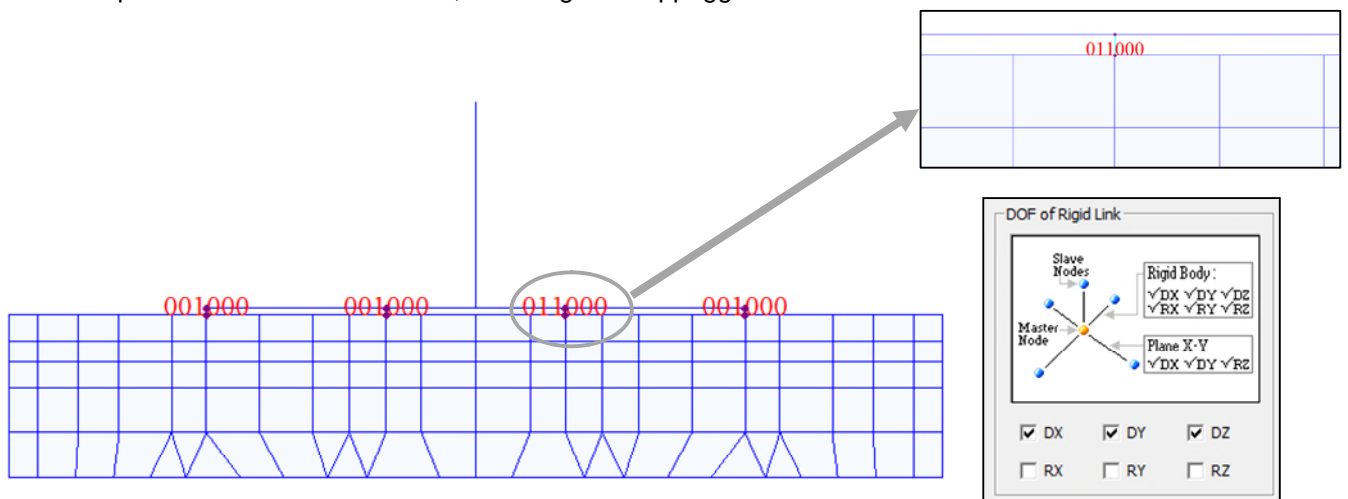 011000
001000 001000 011000 001000
DOF of Rigid Link
Slave
Nodes
Rigid Body :
√DX √DY √DZ
√RX √RY √RZ
Master
Node
Plane X-Y
√DX √DY √RZ
DX DY DZ
RX RY RZ